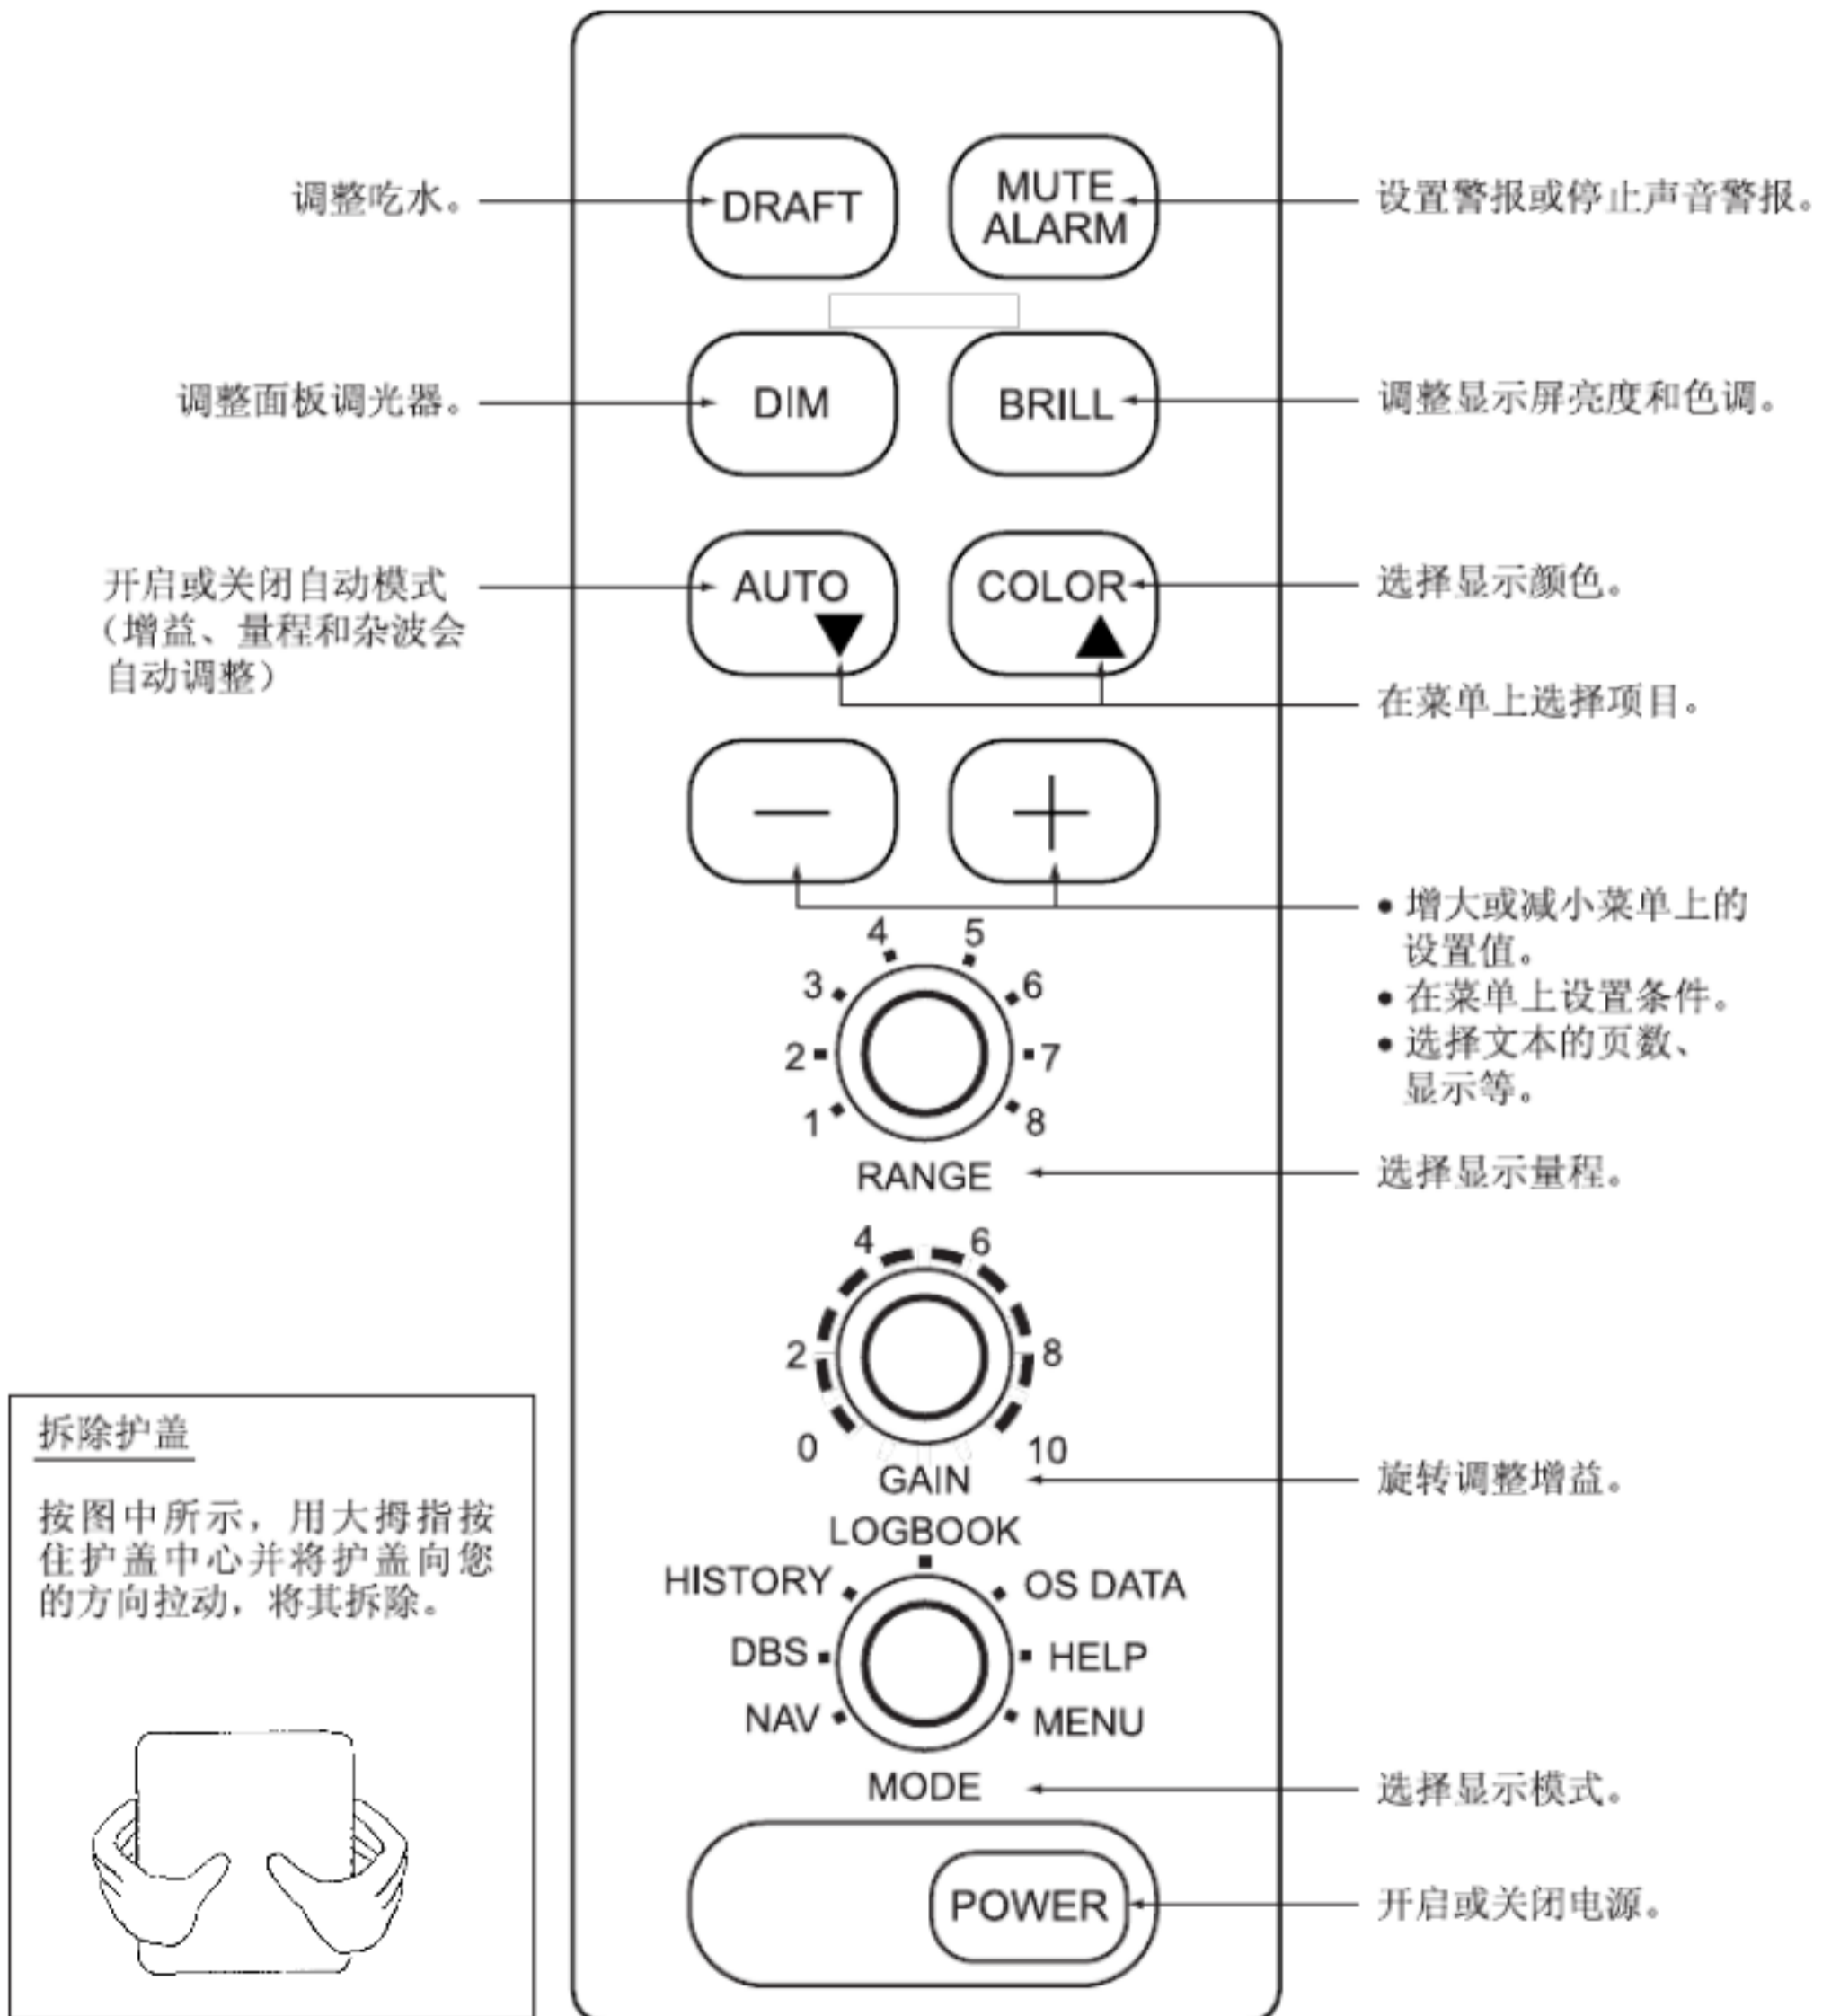 调整吃水。
DRAFT
MUTE
ALARM
设置警报或停止声音警报。
调整面板调光器。
DIM
BRILL
调整显示屏亮度和色调。
开启或关闭自动模式
（增益、量程和杂波会
自动调整）
AUTO
COLOR
选择显示颜色。
在菜单上选择项目。
—
+
• 增大或减小菜单上的
设置值。
• 在菜单上设置条件。
• 选择文本的页数、
显示等。
4
5
3
6
2
7
1
8
RANGE
选择显示量程。
4
6
2
8
0
10
GAIN
旋转调整增益。
LOGBOOK
HISTORY
OS DATA
DBS
HELP
NAV
MENU
MODE
选择显示模式。
POWER
开启或关闭电源。
拆除护盖
按图中所示，用大拇指按
住护盖中心并将护盖向您
的方向拉动，将其拆除。